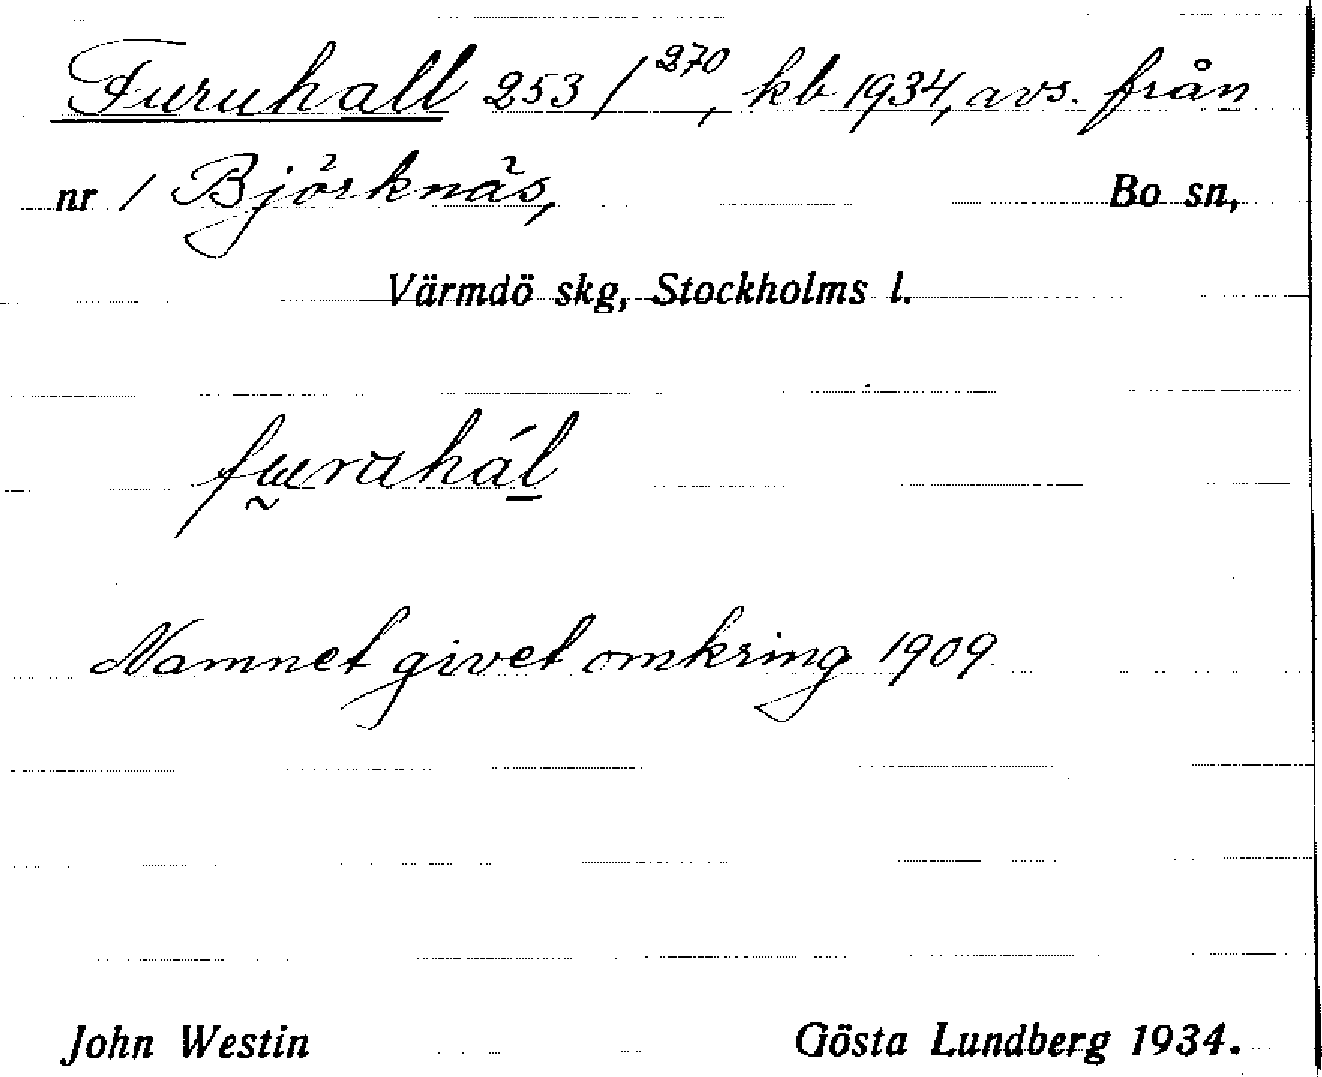 Furuhall 253/270, kb 1934, avs. från
nr 1 Björknäs, Bo sn,
Värmdö skg, Stockholms l.
Namnet givet omkring 1909
John Westin Gösta Lundberg 1934.